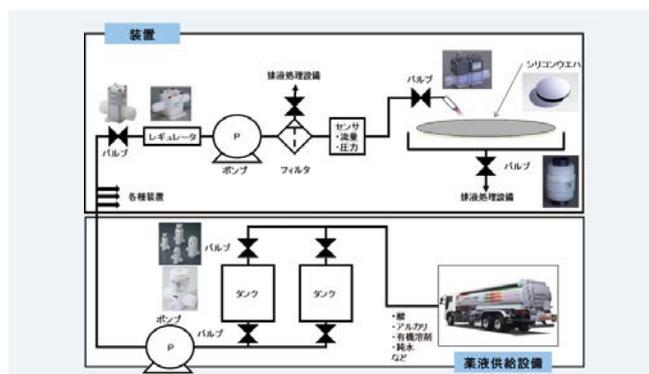 装置
排液処理設備
バルブ
シリコンウエハ
バルブ
レギュレータ
P
ポンプ
フィルタ
センサ
・流量
・圧力
バルブ
排液処理設備
各種装置
バルブ
タンク
タンク
ポンプ
P
バルブ
・酸
・アルカリ
・有機溶剤
・純水
など
薬液供給設備